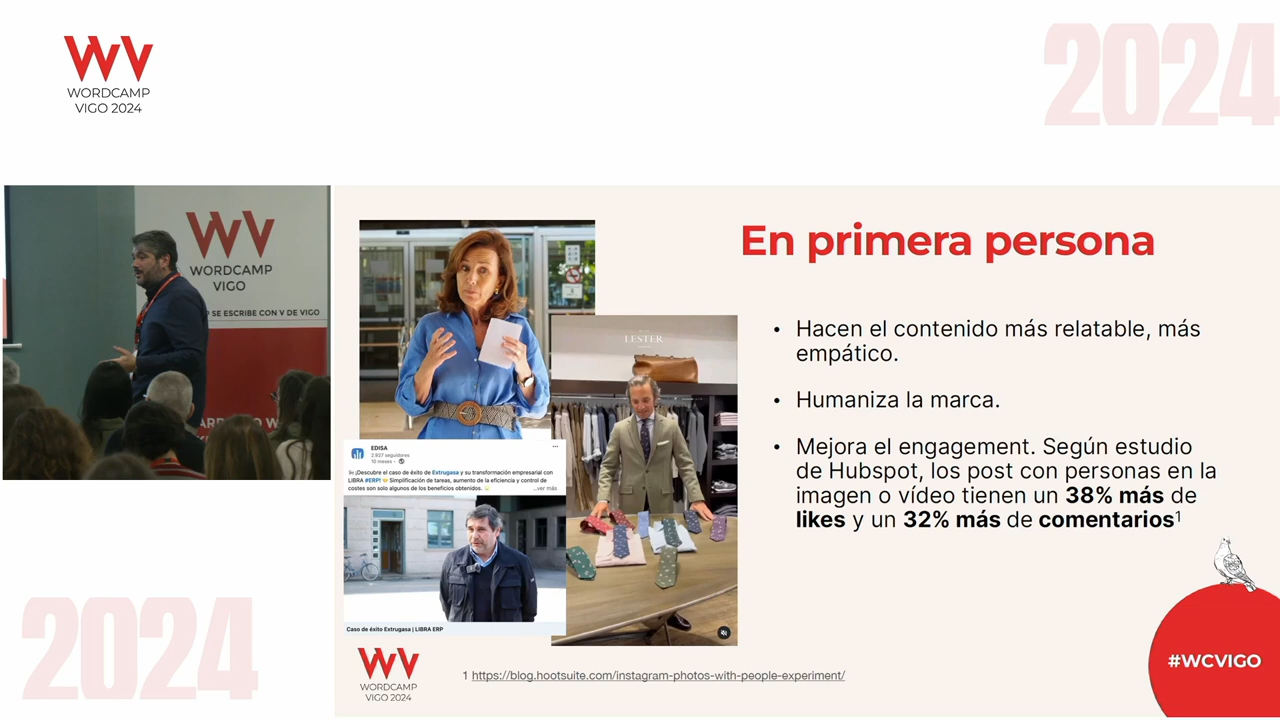 WORDCAMP
VIGO 2024
2024
WORDCAMP
VIGO
P SE ESCRIBE CON V DE VIGO
En primera persona
LESTER
• Hacen el contenido más relatable, más
empático.
• Humaniza la marca.
• Mejora el engagement. Según estudio
de Hubspot, los post con personas en la
imagen o vídeo tienen un 38% más de
likes y un 32% más de comentarios¹
EDISA
2.927 seguidores
10 meses •
¡Descubre el caso de éxito de Extrugasa y su transformación empresarial con
LIBRA #ERP! Simplificación de tareas, aumento de la eficiencia y control de
costes son solo algunos de los beneficios obtenidos.
...ver más
Caso de éxito Extrugasa | LIBRA ERP
WORDCAMP
VIGO 2024
1 https://blog.hootsuite.com/instagram-photos-with-people-experiment/
#WCVIGO
2024